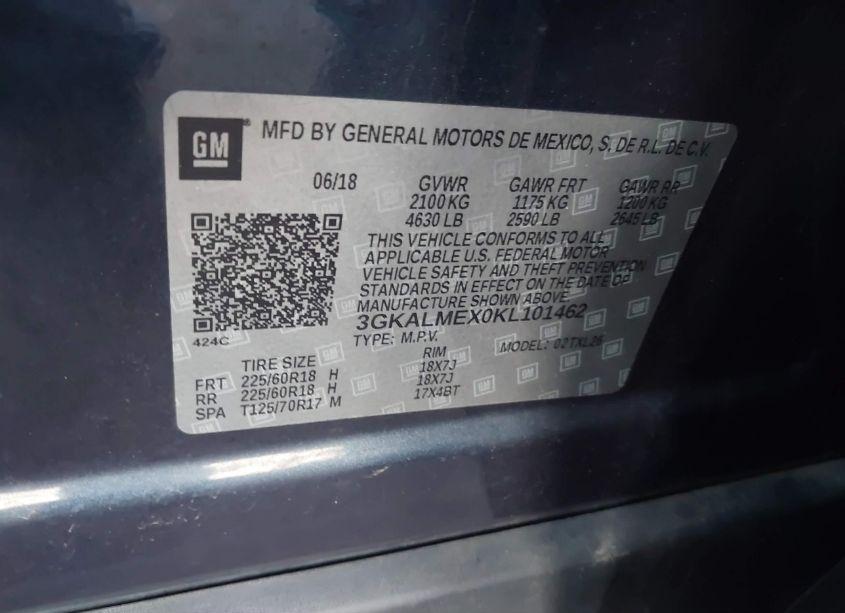 GM ® MFD BY GENERAL MOTORS DE MEXICO, S. DE R.L. DE C.V.
06/18 GVWR GAWR FRT GAWR RR
2100 KG 1175 KG 1200 KG
4630 LB 2590 LB 2645 LB
THIS VEHICLE CONFORMS TO ALL
APPLICABLE U.S. FEDERAL MOTOR
VEHICLE SAFETY AND THEFT PREVENTION
STANDARDS IN EFFECT ON THE DATE OF
MANUFACTURE SHOWN ABOVE
3GKALMEX0KL101462
424C TYPE: M.P.V. MODEL: 02TXL26
TIRE SIZE RIM
FRT 225/60R18 H 18X7J
RR 225/60R18 H 18X7J
SPA T125/70R17 M 17X4BT